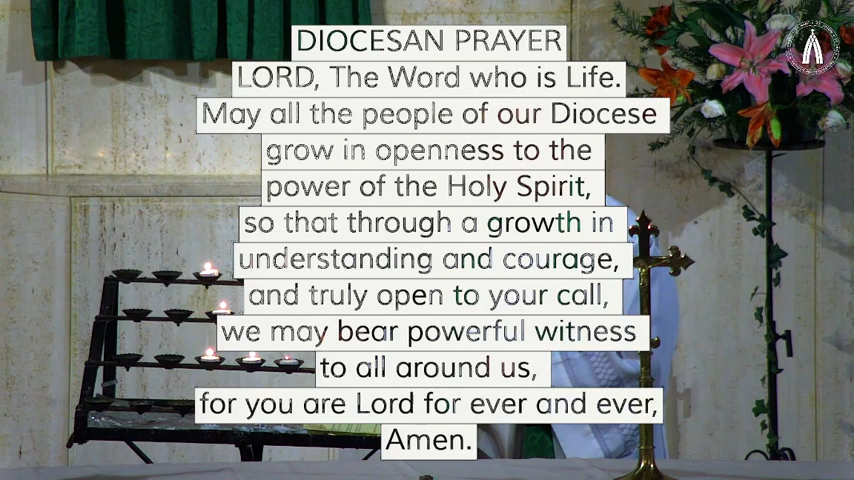 DIOCESAN PRAYER
LORD, The Word who is Life.
May all the people of our Diocese
grow in openness to the
power of the Holy Spirit,
so that through a growth in
understanding and courage,
and truly open to your call,
we may bear powerful witness
to all around us,
for you are Lord for ever and ever,
Amen.